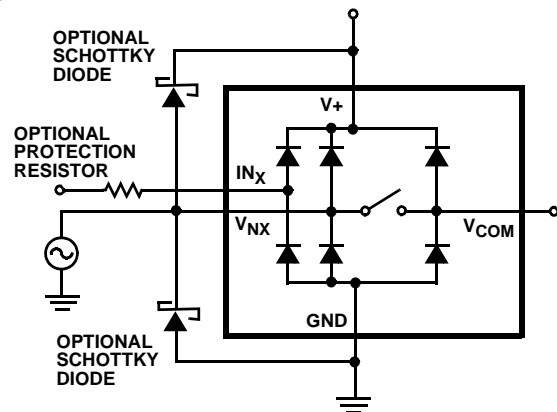 OPTIONAL
SCHOTTKY
DIODE
V+
OPTIONAL
PROTECTION
RESISTOR
INX
VNX
VCOM
GND
OPTIONAL
SCHOTTKY
DIODE